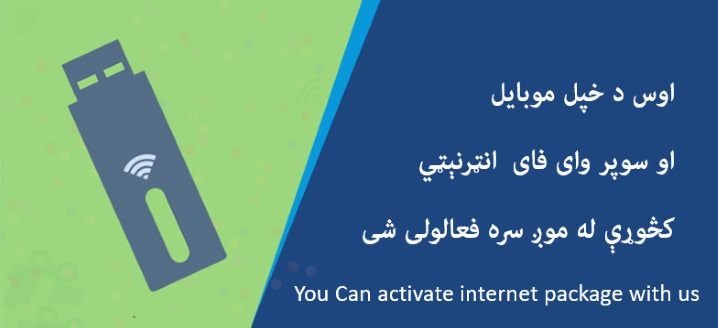 اوس د خپل موبایل
او سوپر وای فای انټرنېټي
کڅوړې له موږ سره فعالولی شی
You Can activate internet package with us